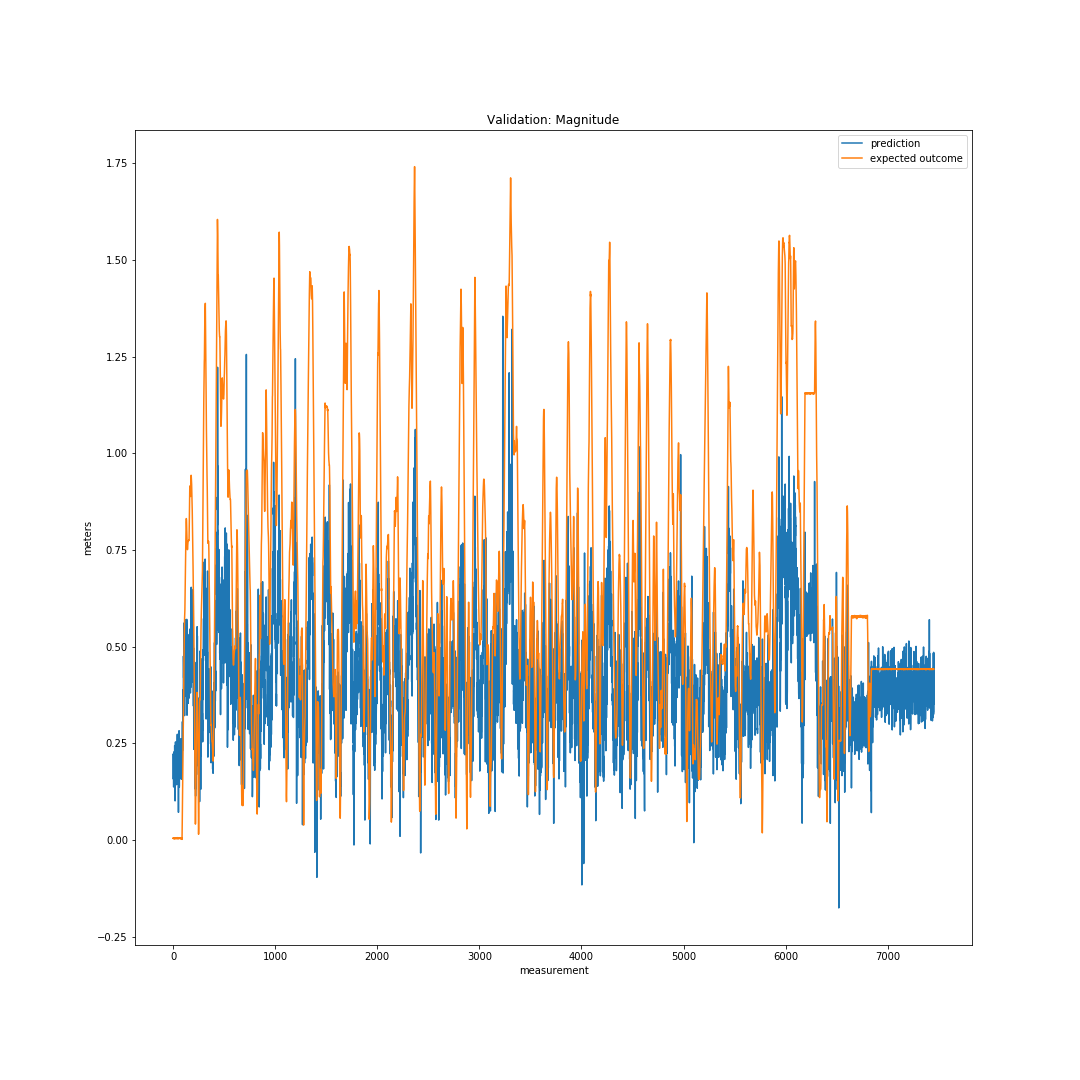 Validation: Magnitude
prediction
expected outcome
1.75
1.50
1.25
1.00
0.75
0.50
0.25
0.00
−0.25
meters
0 1000 2000 3000 4000 5000 6000 7000
measurement